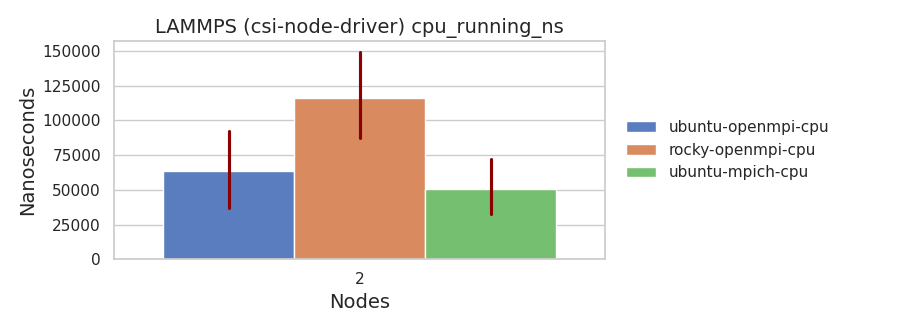 LAMMPS (csi-node-driver) cpu_running_ns
Nanoseconds
150000
125000
100000
75000
50000
25000
0
2
Nodes
ubuntu-openmpi-cpu
rocky-openmpi-cpu
ubuntu-mpich-cpu